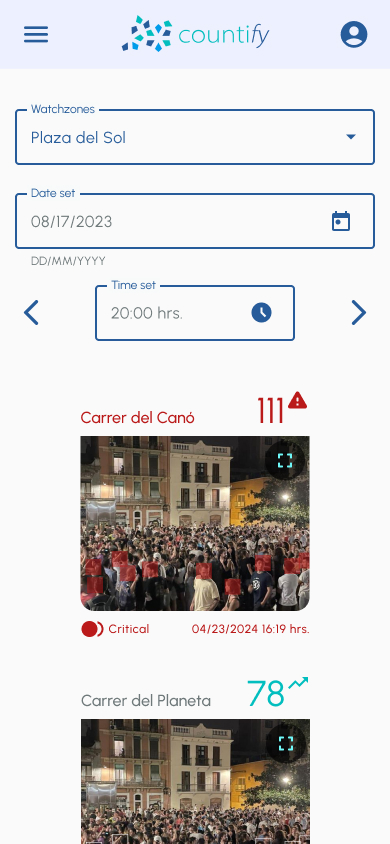 countify
Watchzones
Plaza del Sol
Date set
08/17/2023
DD/MM/YYYY
Time set
20:00 hrs.
Carrer del Canó
111
Critical
04/23/2024 16:19 hrs.
Carrer del Planeta
78